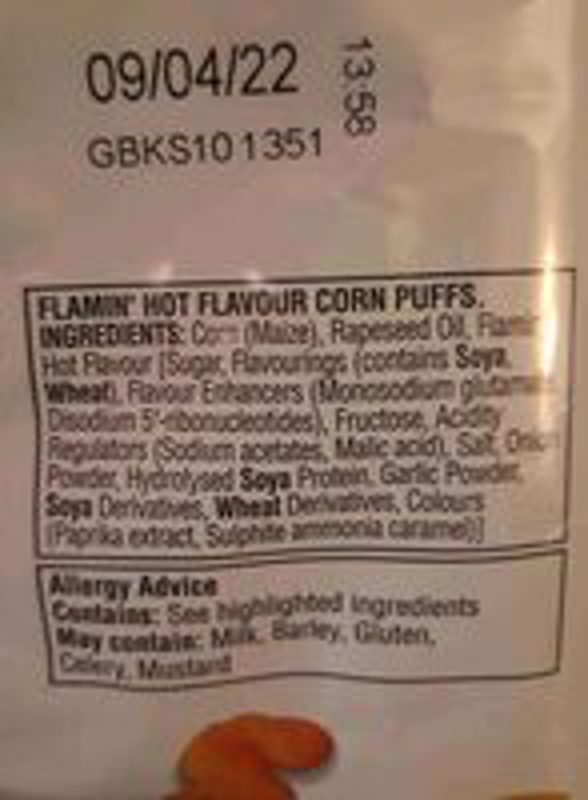 09/04/22
13:58
GBKS10 1351
FLAMIN' HOT FLAVOUR CORN PUFFS.
INGREDIENTS: Corn (Maize), Rapeseed Oil, Flamin'
Hot Flavour [Sugar, Flavourings (contains Soya,
Wheat), Flavour Enhancers (Monosodium glutamate,
Disodium 5'-ribonucleotides), Fructose, Acidity
Regulators (Sodium acetates, Malic acid), Salt, Onion
Powder, Hydrolysed Soya Protein, Garlic Powder,
Soya Derivatives, Wheat Derivatives, Colours
(Paprika extract, Sulphite ammonia caramel)]
Allergy Advice
Contains: See highlighted ingredients
May contain: Milk, Barley, Gluten,
Celery, Mustard